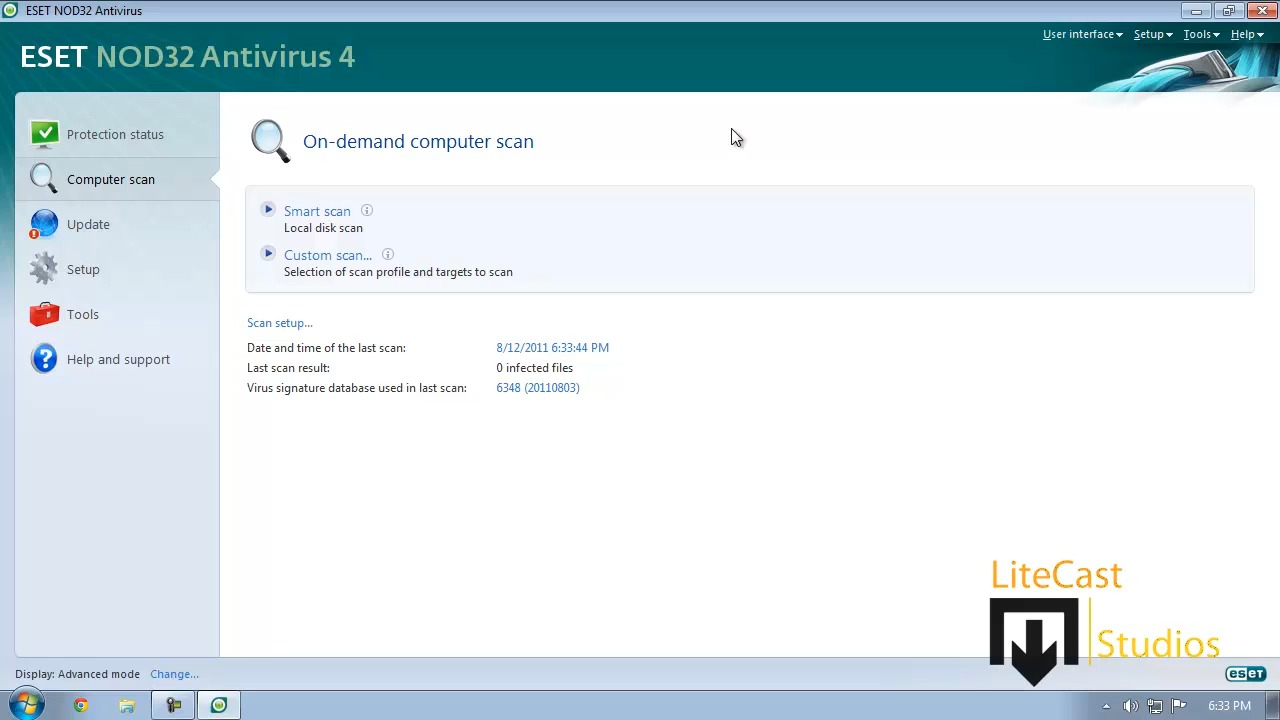 ESET NOD32 Antivirus
User interface Setup Tools Help
ESET NOD32 Antivirus 4
Protection status
Computer scan
Update
Setup
Tools
Help and support
On-demand computer scan
Smart scan
Local disk scan
Custom scan...
Selection of scan profile and targets to scan
Scan setup...
Date and time of the last scan: 8/12/2011 6:33:44 PM
Last scan result: 0 infected files
Virus signature database used in last scan: 6348 (20110803)
LiteCast
Studios
Display: Advanced mode Change...
eseT
6:33 PM